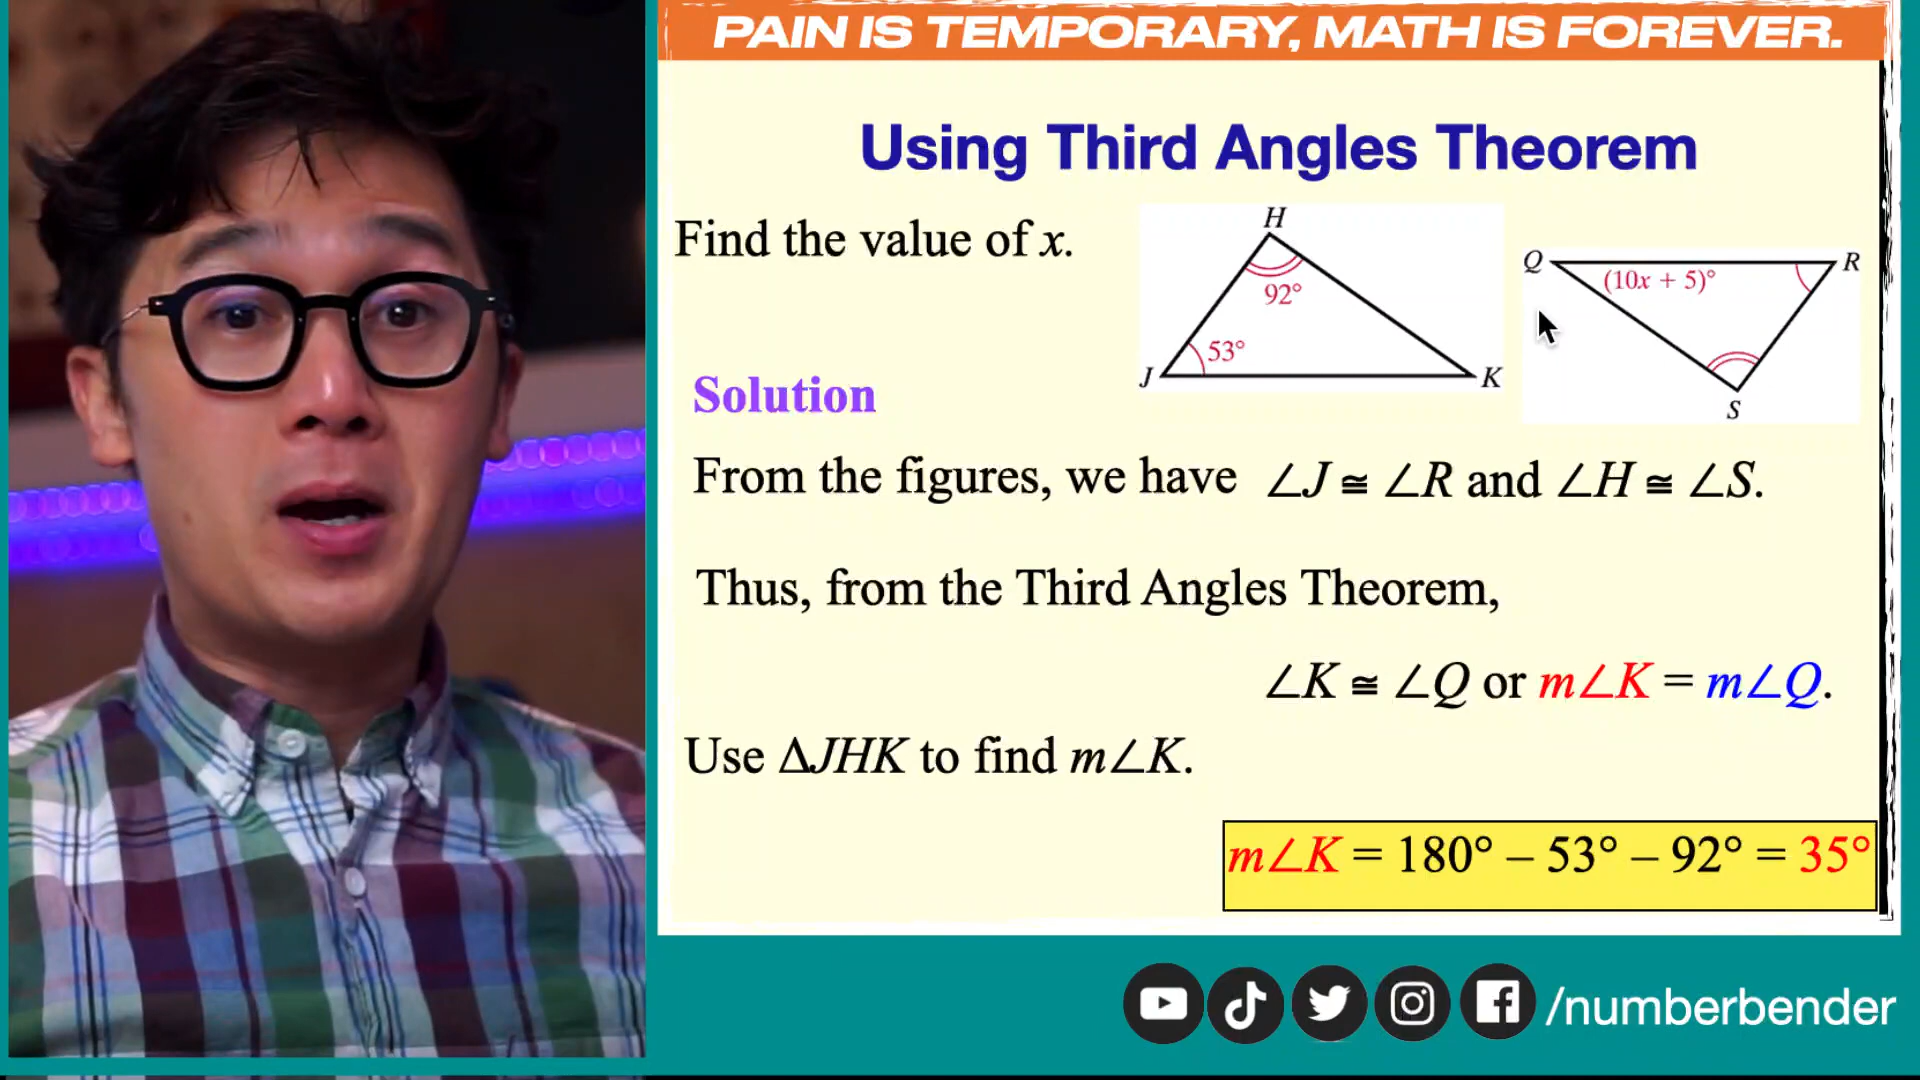 PAIN IS TEMPORARY, MATH IS FOREVER.
Using Third Angles Theorem
Find the value of x.
H
92°
53°
J
K
Q
(10x + 5)°
R
S
Solution
From the figures, we have ∠J ≅ ∠R and ∠H ≅ ∠S.
Thus, from the Third Angles Theorem,
∠K ≅ ∠Q or m∠K = m∠Q.
Use ΔJHK to find m∠K.
m∠K = 180° – 53° – 92° = 35°
/numberbender